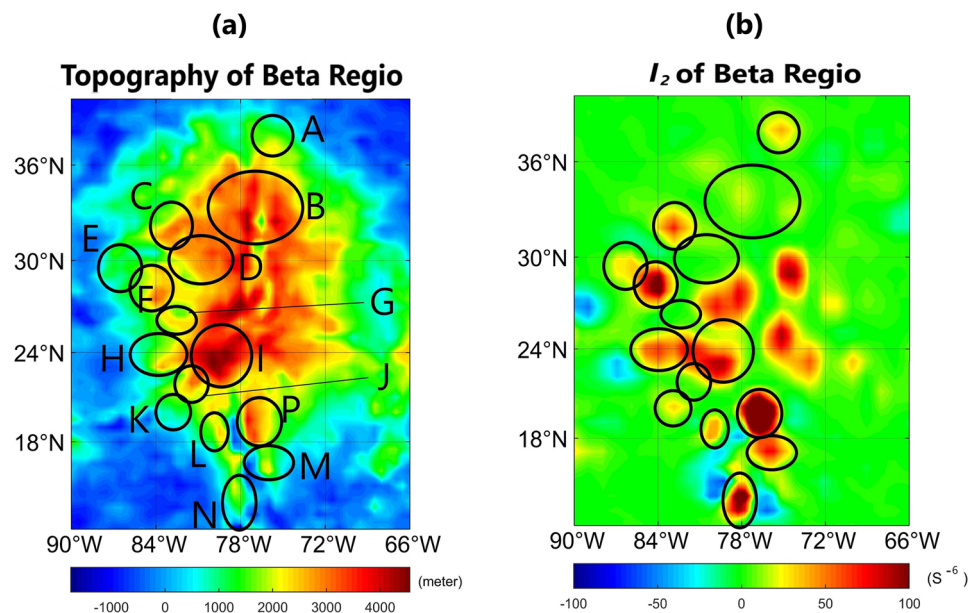 (a)
(b)
Topography of Beta Regio
I₂ of Beta Regio
A
B
C
D
E
F
G
H
I
J
K
L
M
N
P
36°N
30°N
24°N
18°N
90°W 84°W 78°W 72°W 66°W
-1000 0 1000 2000 3000 4000 (meter)
36°N
30°N
24°N
18°N
90°W 84°W 78°W 72°W 66°W
-100 -50 0 50 100 (S⁻⁶)